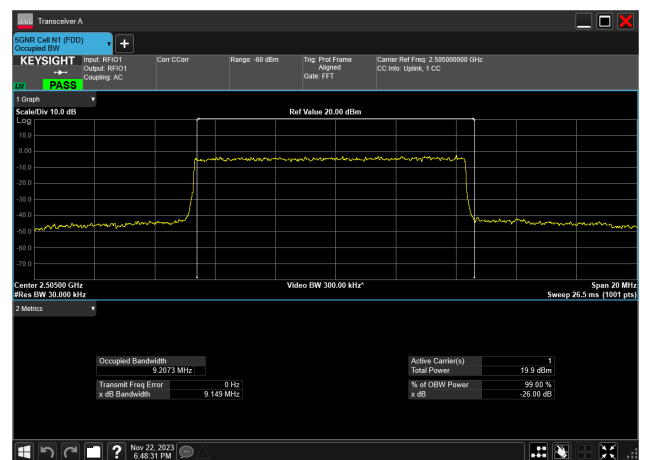 Transceiver A
5GNR Cell N1 (FDD)
Occupied BW
KEYSIGHT
Input: RFIO1
Output: RFIO1
Coupling: AC
Corr CCorr
Range: -60 dBm
Trig: Prot Frame
Aligned
Gate: FFT
Carrier Ref Freq: 2.505000000 GHz
CC Info: Uplink, 1 CC
LV PASS
1 Graph
Scale/Div 10.0 dB
Ref Value 20.00 dBm
Log
10.0
0.00
-10.0
-20.0
-30.0
-40.0
-50.0
-60.0
-70.0
Center 2.50500 GHz
Video BW 300.00 kHz^
Span 20 MHz
#Res BW 30.000 kHz
Sweep 26.5 ms (1001 pts)
2 Metrics
Occupied Bandwidth
9.2073 MHz
Active Carrier(s) 1
Total Power 19.9 dBm
Transmit Freq Error 0 Hz
x dB Bandwidth 9.149 MHz
% of OBW Power 99.00 %
x dB -26.00 dB
Nov 22, 2023
6:48:31 PM